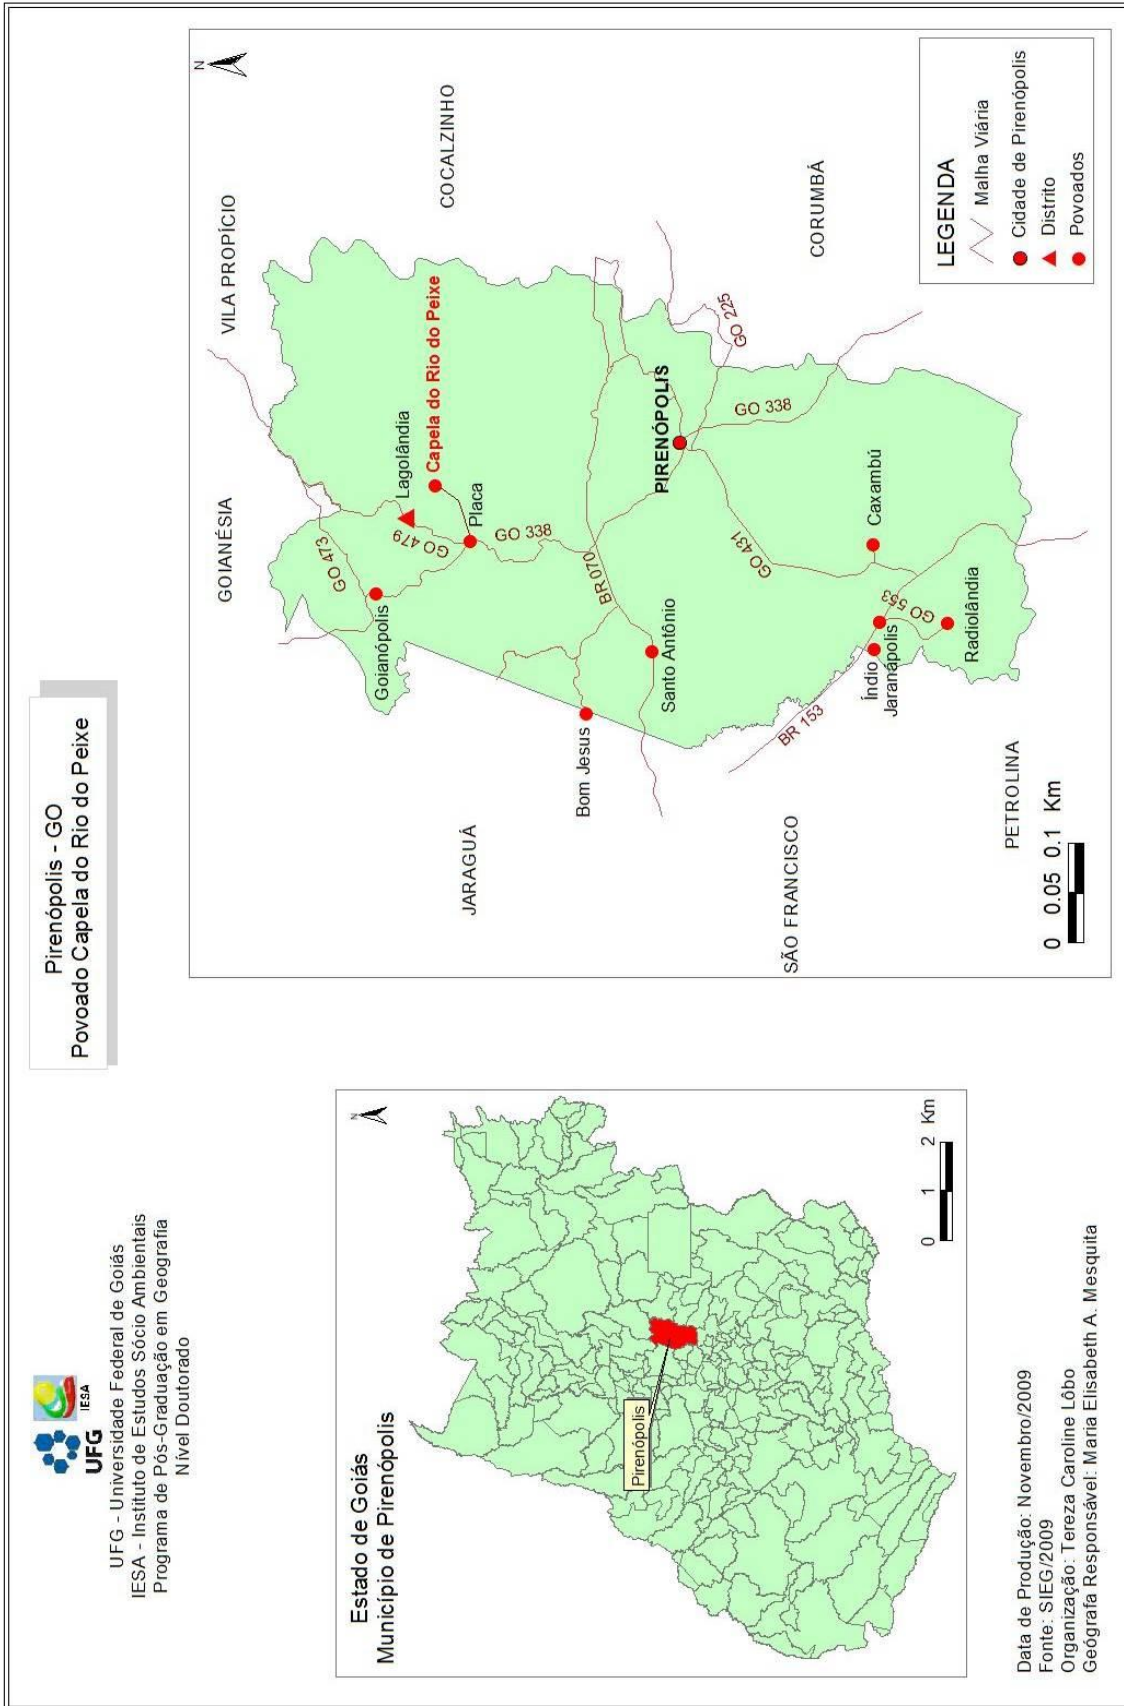 UFG
IESA
UFG - Universidade Federal de Goiás
IESA - Instituto de Estudos Sócio Ambientais
Programa de Pós-Graduação em Geografia
Nível Doutorado
Pirenópolis - GO
Povoado Capela do Rio do Peixe
Estado de Goiás
Município de Pirenópolis
N
Pirenópolis
0 1 2 Km
Data de Produção: Novembro/2009
Fonte: SIEG/2009
Organização: Tereza Caroline Lôbo
Geógrafa Responsável: Maria Elisabeth A. Mesquita
N
VILA PROPÍCIO
GOIANÉSIA
COCALZINHO
GO 473
Lagolândia
Capela do Rio do Peixe
GO 479
Goianópolis
Placa
JARAGUÁ
GO 338
Bom Jesus
BR 070
Santo Antônio
PIRENÓPOLIS
GO 225
GO 338
CORUMBÁ
GO 431
BR 153
SÃO FRANCISCO
Índio
Jaranápolis
Caxambú
GO 553
Radiolândia
PETROLINA
0 0.05 0.1 Km
LEGENDA
Malha Viária
Cidade de Pirenópolis
Distrito
Povoados